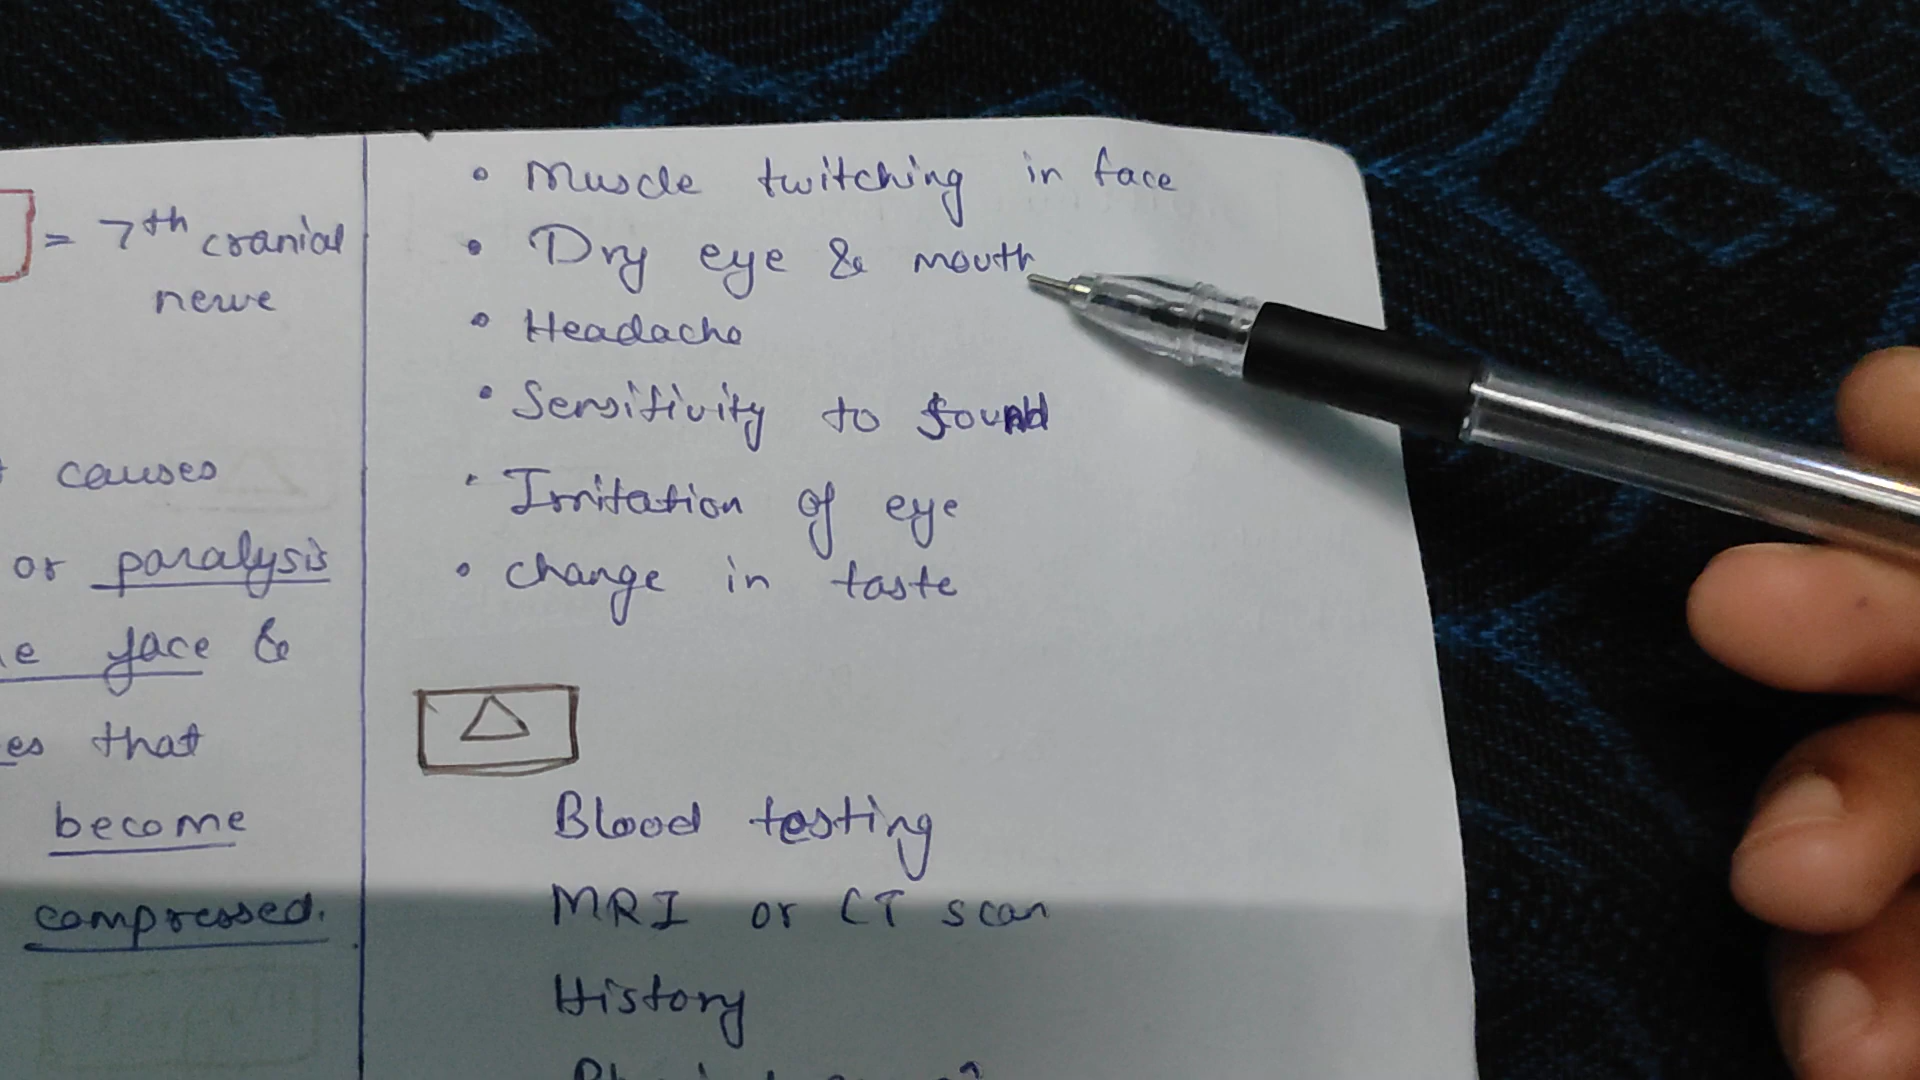 = 7th cranial
nerve
causes
or paralysis
face &
that
become
compressed.
• Muscle twitching in face
• Dry eye & mouth
• Headache
• Sensitivity to sound
• Irritation of eye
• change in taste
Δ
Blood testing
MRI or CT scan
History